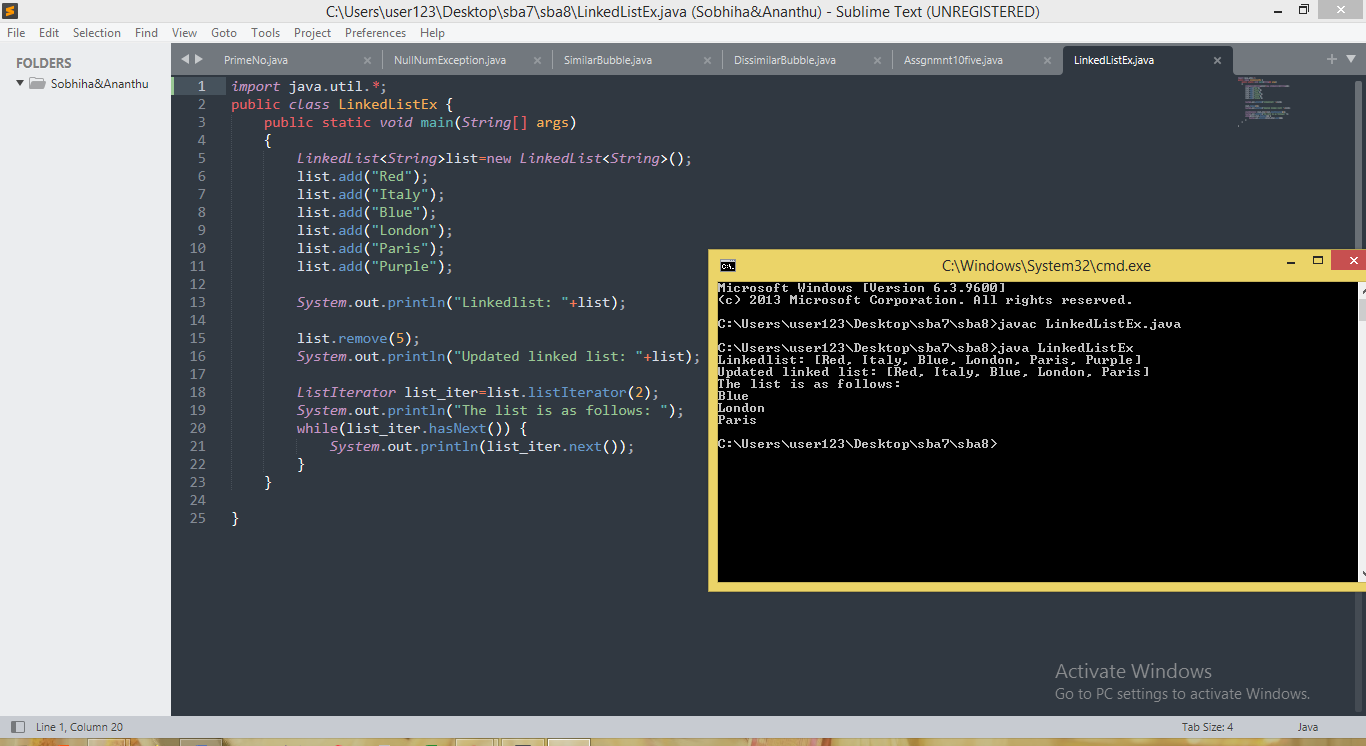 C:\Users\user123\Desktop\sba7\sba8\LinkedListEx.java (Sobhiha&Ananthu) - Sublime Text (UNREGISTERED)
File Edit Selection Find View Goto Tools Project Preferences Help
FOLDERS
Sobhiha&Ananthu
PrimeNo.java NullNumException.java SimilarBubble.java DissimilarBubble.java Assgnmnt10five.java LinkedListEx.java
1 import java.util.*;
2 public class LinkedListEx {
3 public static void main(String[] args)
4 {
5 LinkedList<String>list=new LinkedList<String>();
6 list.add("Red");
7 list.add("Italy");
8 list.add("Blue");
9 list.add("London");
10 list.add("Paris");
11 list.add("Purple");
12
13 System.out.println("Linkedlist: "+list);
14
15 list.remove(5);
16 System.out.println("Updated linked list: "+list);
17
18 ListIterator list_iter=list.listIterator(2);
19 System.out.println("The list is as follows: ");
20 while(list_iter.hasNext()) {
21 System.out.println(list_iter.next());
22 }
23 }
24
25 }
C:\Windows\System32\cmd.exe
Microsoft Windows [Version 6.3.9600]
(c) 2013 Microsoft Corporation. All rights reserved.
C:\Users\user123\Desktop\sba7\sba8>javac LinkedListEx.java
C:\Users\user123\Desktop\sba7\sba8>java LinkedListEx
Linkedlist: [Red, Italy, Blue, London, Paris, Purple]
Updated linked list: [Red, Italy, Blue, London, Paris]
The list is as follows:
Blue
London
Paris
C:\Users\user123\Desktop\sba7\sba8>
Activate Windows
Go to PC settings to activate Windows.
Line 1, Column 20
Tab Size: 4
Java